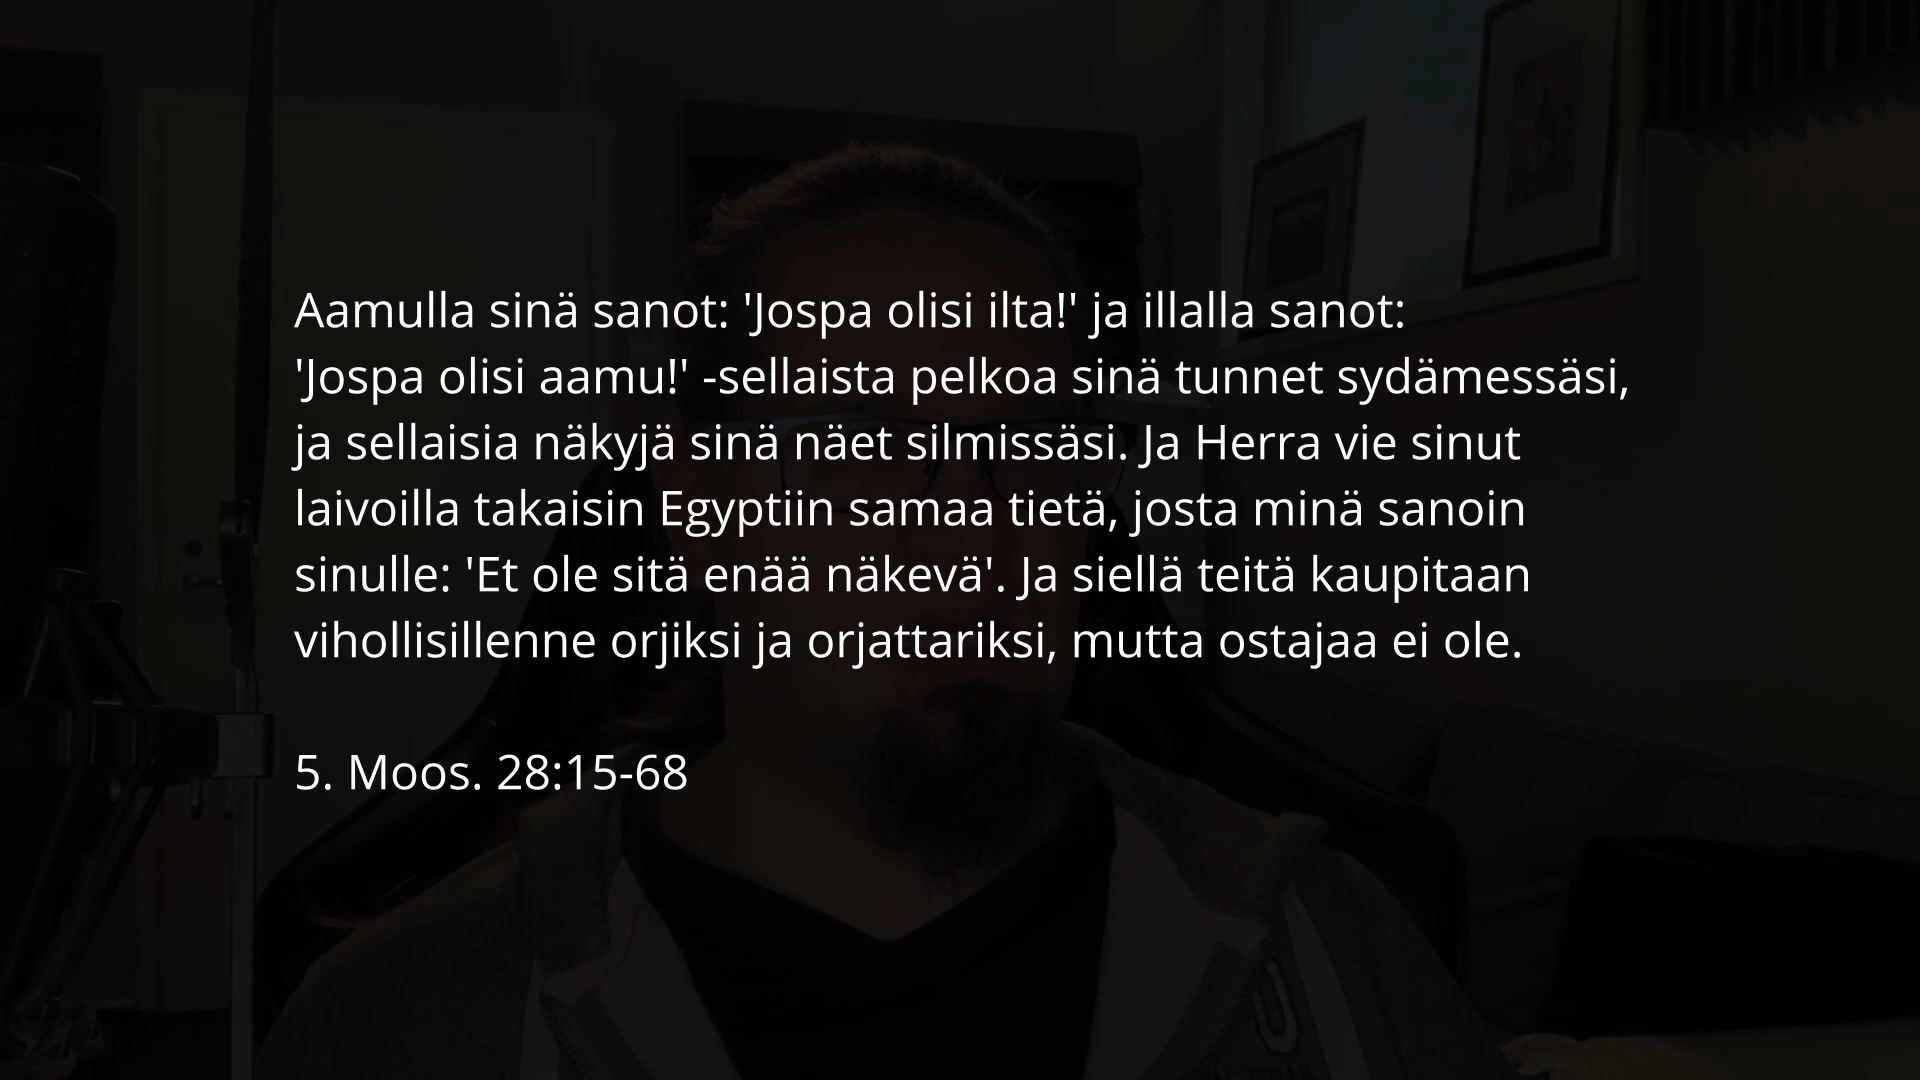 Aamulla sinä sanot: 'Jospa olisi ilta!' ja illalla sanot:
'Jospa olisi aamu!' -sellaista pelkoa sinä tunnet sydämessäsi,
ja sellaisia näkyjä sinä näet silmissäsi. Ja Herra vie sinut
laivoilla takaisin Egyptiin samaa tietä, josta minä sanoin
sinulle: 'Et ole sitä enää näkevä'. Ja siellä teitä kaupitaan
vihollisillenne orjiksi ja orjattariksi, mutta ostajaa ei ole.
5. Moos. 28:15-68